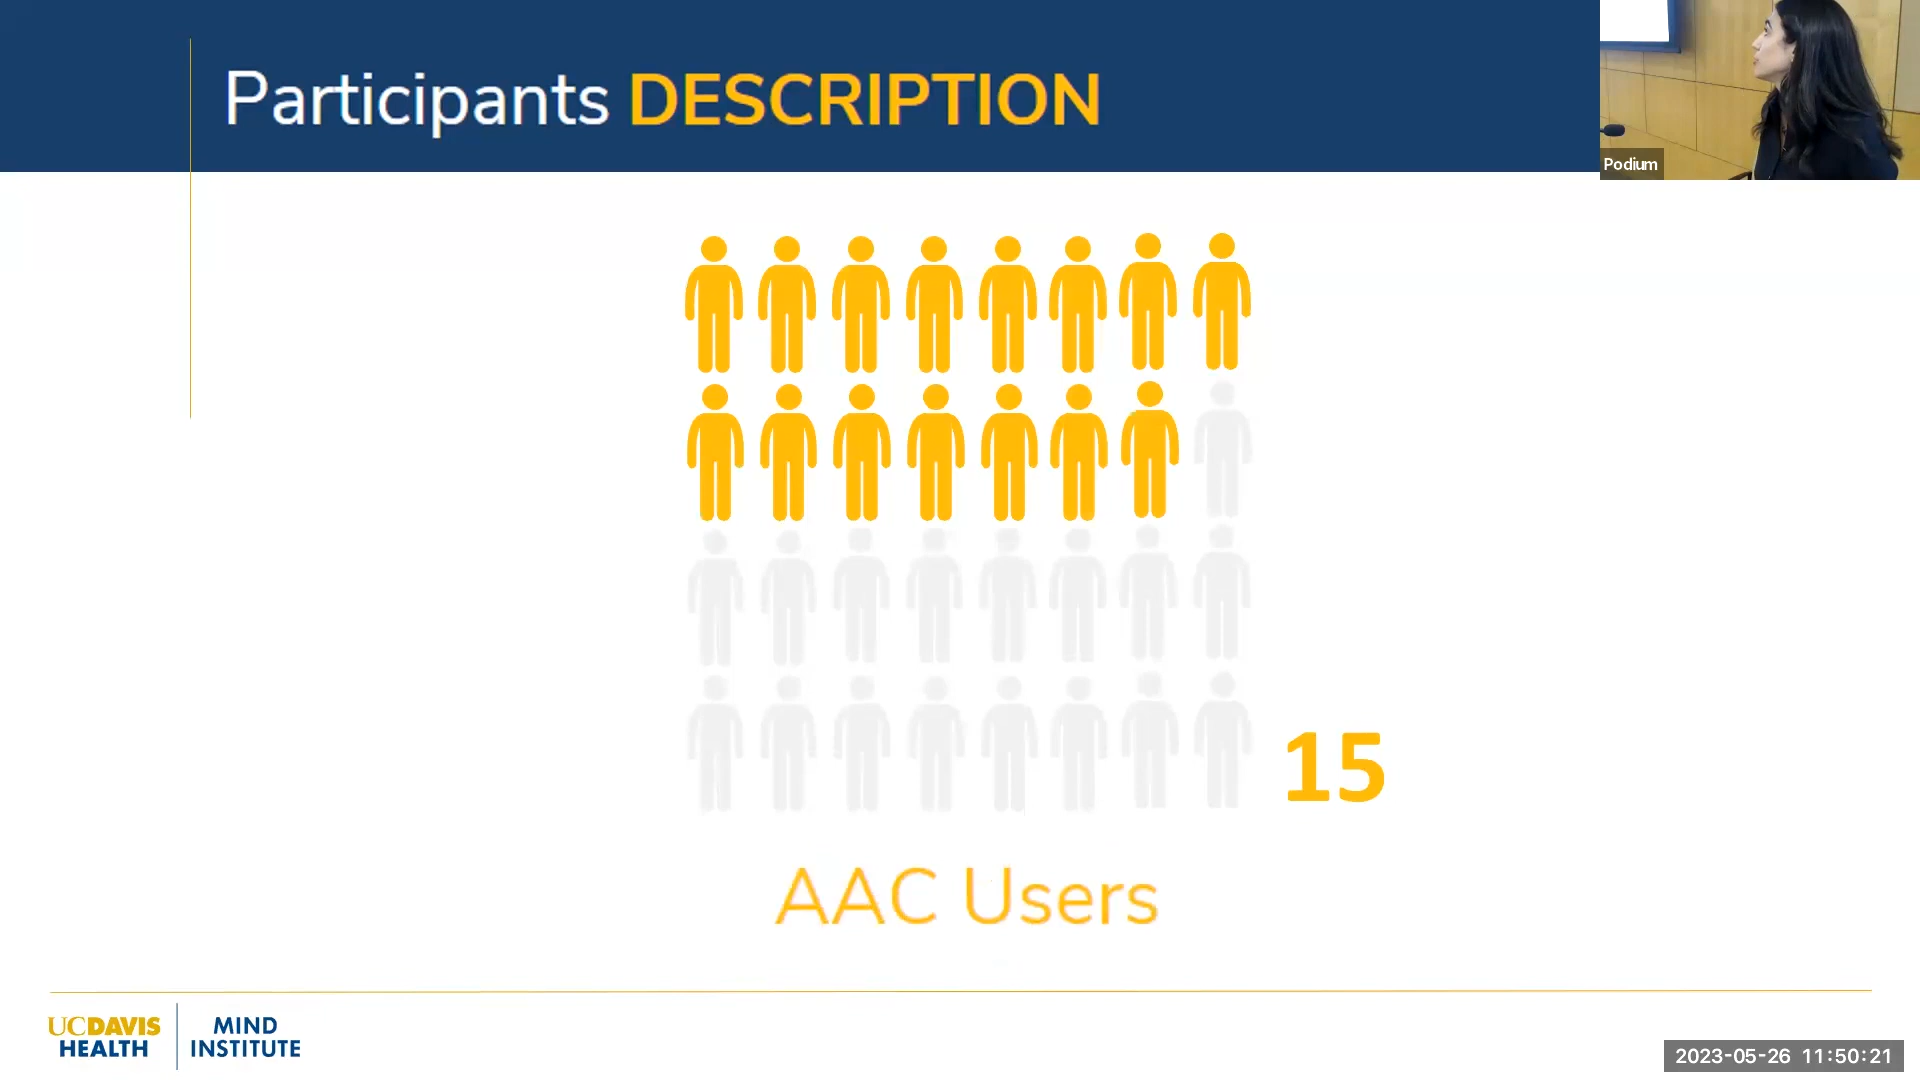 Participants DESCRIPTION
Podium
15
AAC Users
UCDAVIS
HEALTH
MIND
INSTITUTE
2023-05-26 11:50:21